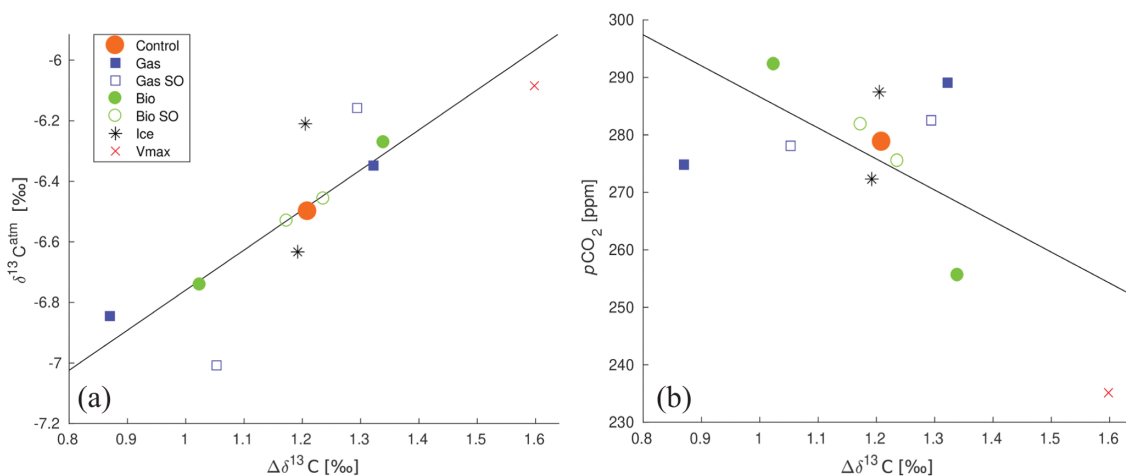 -6
-6.2
-6.4
-6.6
-6.8
-7
-7.2
δ¹³Cᵃᵗᵐ [‰]
Control
Gas
Gas SO
Bio
Bio SO
Ice
Vmax
(a)
0.8 0.9 1 1.1 1.2 1.3 1.4 1.5 1.6
Δδ¹³C [‰]
300
290
280
270
260
250
240
230
pCO₂ [ppm]
(b)
0.8 0.9 1 1.1 1.2 1.3 1.4 1.5 1.6
Δδ¹³C [‰]